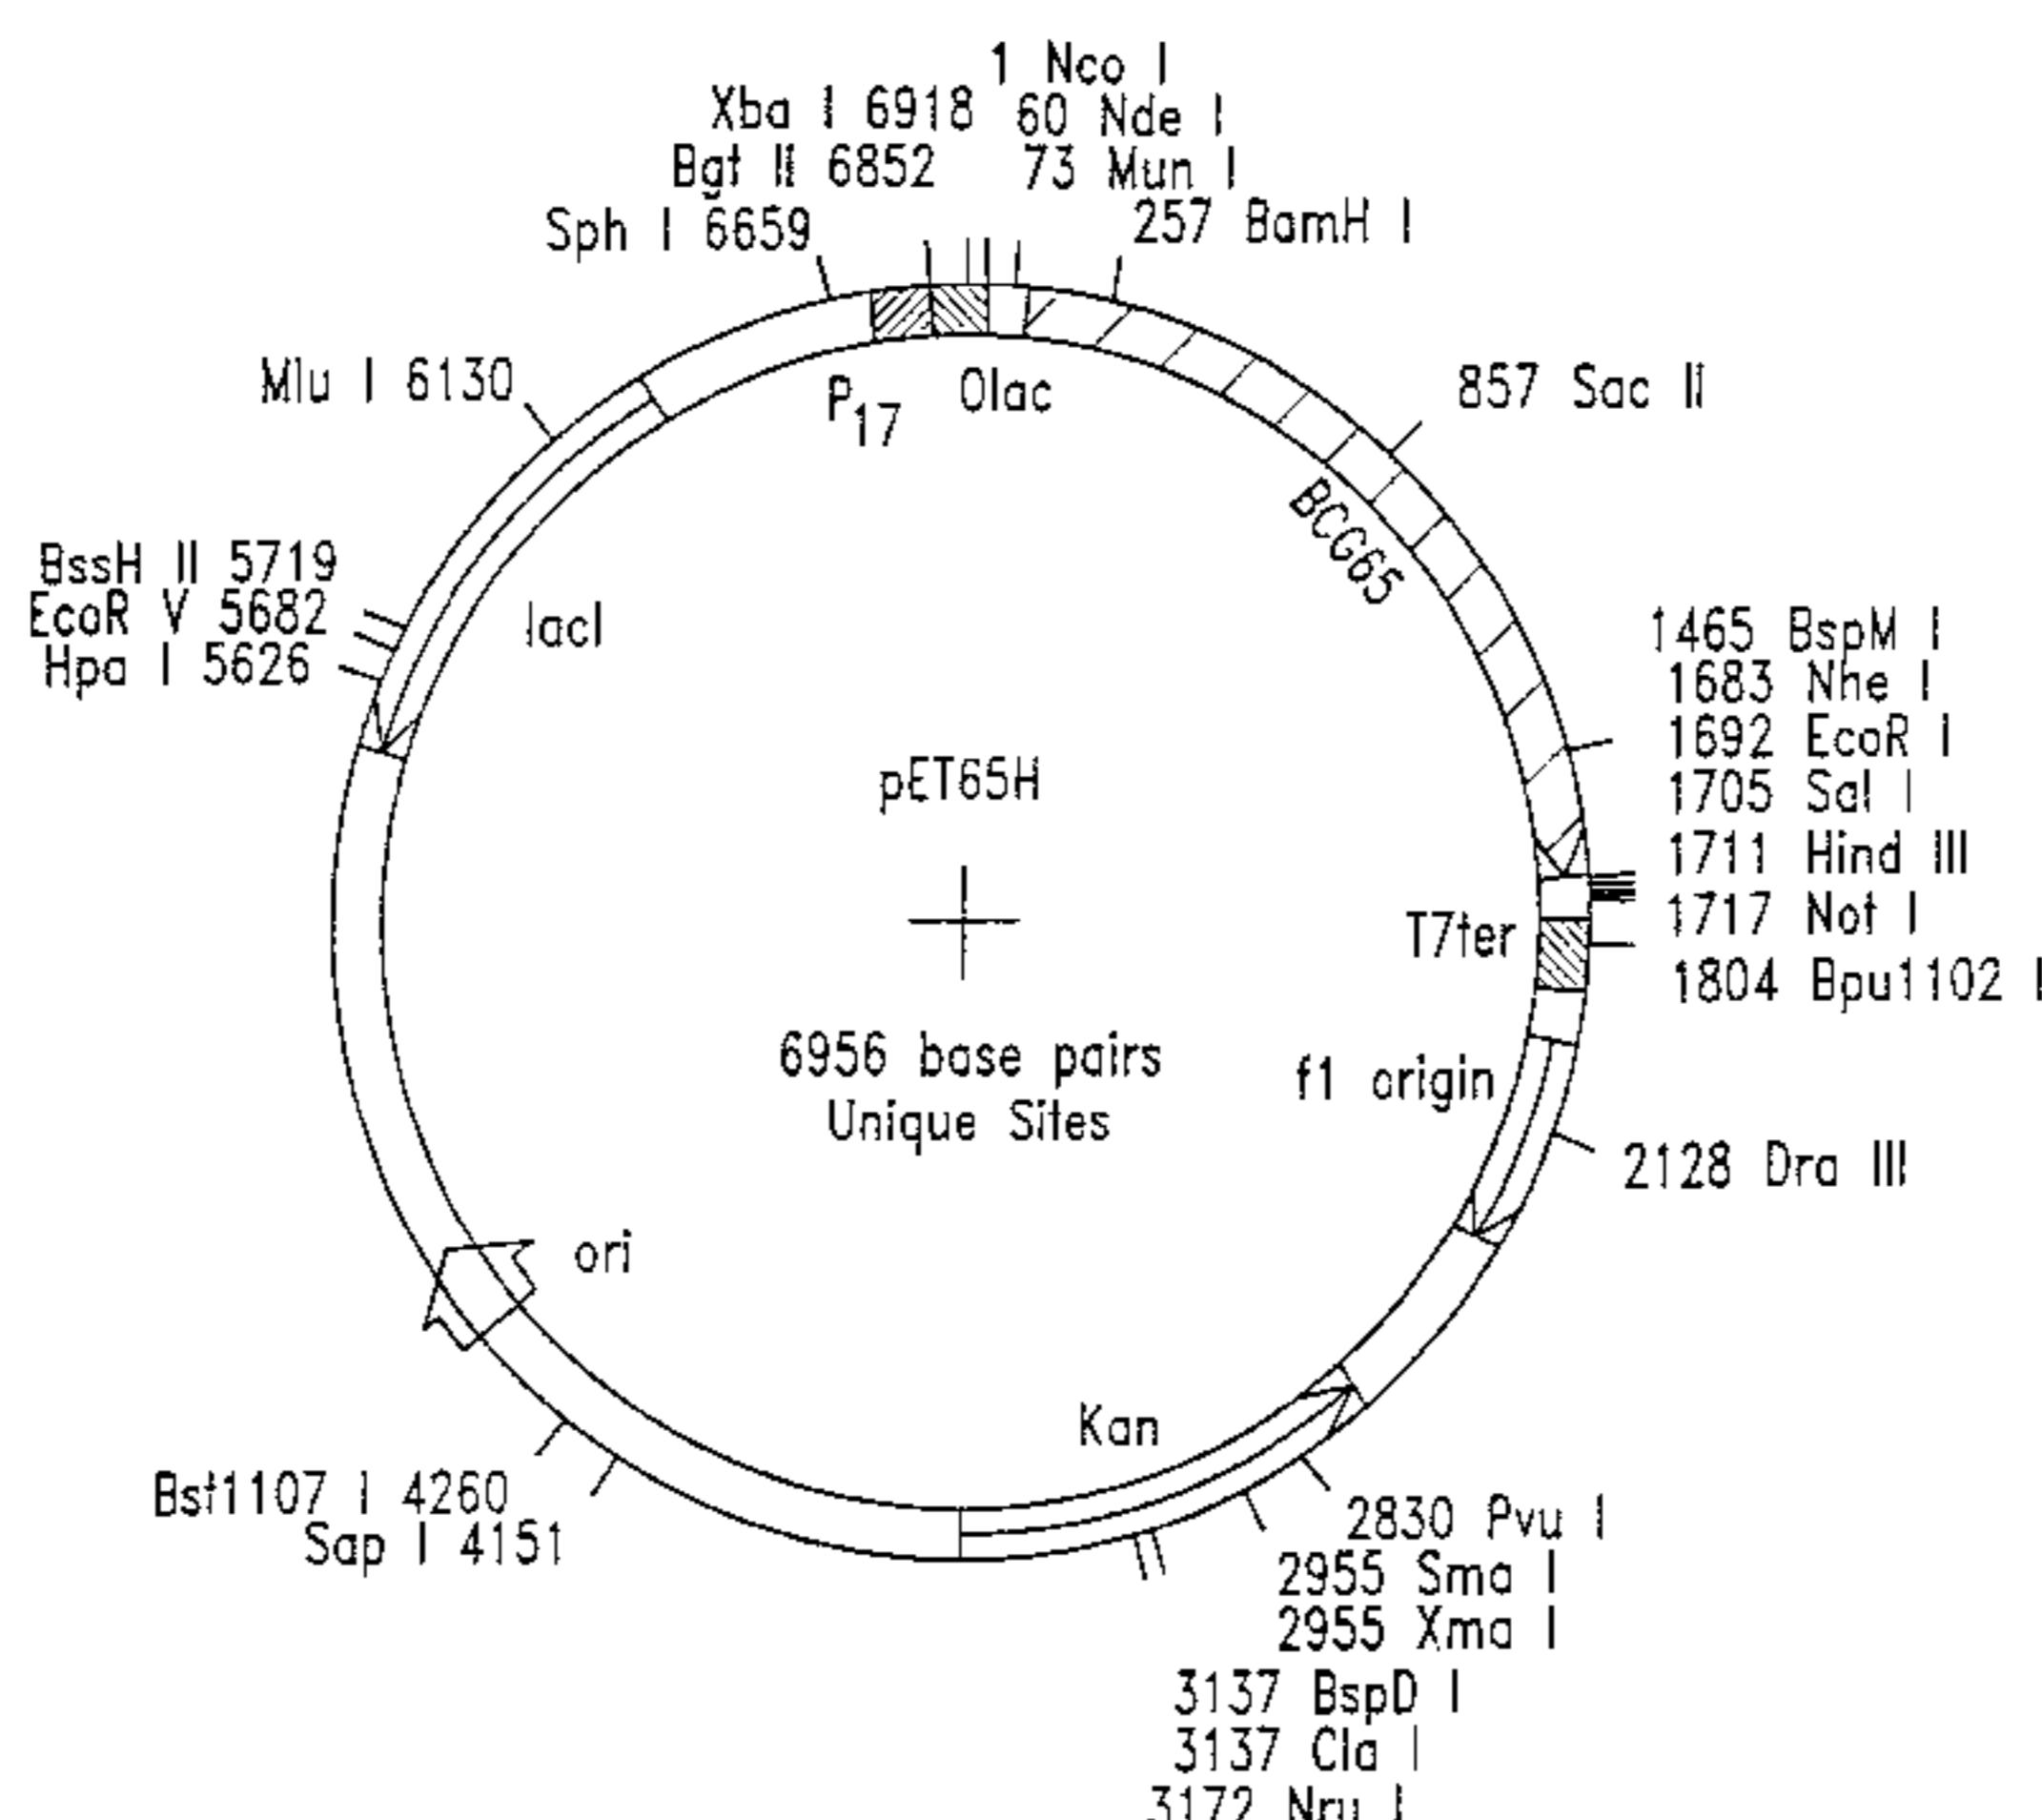 1 Nco I
Xba I 6918
60 Nde I
Bgt II 6852
73 Mun I
Sph I 6659
257 BamH I
Mlu I 6130
P17
Olac
857 Sac II
BCG65
BssH II 5719
EcoR V 5682
Hpa I 5626
lacI
1465 BspM I
1683 Nhe I
1692 EcoR I
1705 Sal I
1711 Hind III
1717 Not I
1804 Bpu1102 I
pET65H
T7ter
6956 base pairs
Unique Sites
f1 origin
2128 Dra III
ori
Kan
Bst1107 I 4260
Sap I 4151
2830 Pvu I
2955 Sma I
2955 Xma I
3137 BspD I
3137 Cla I
3172 Nru I